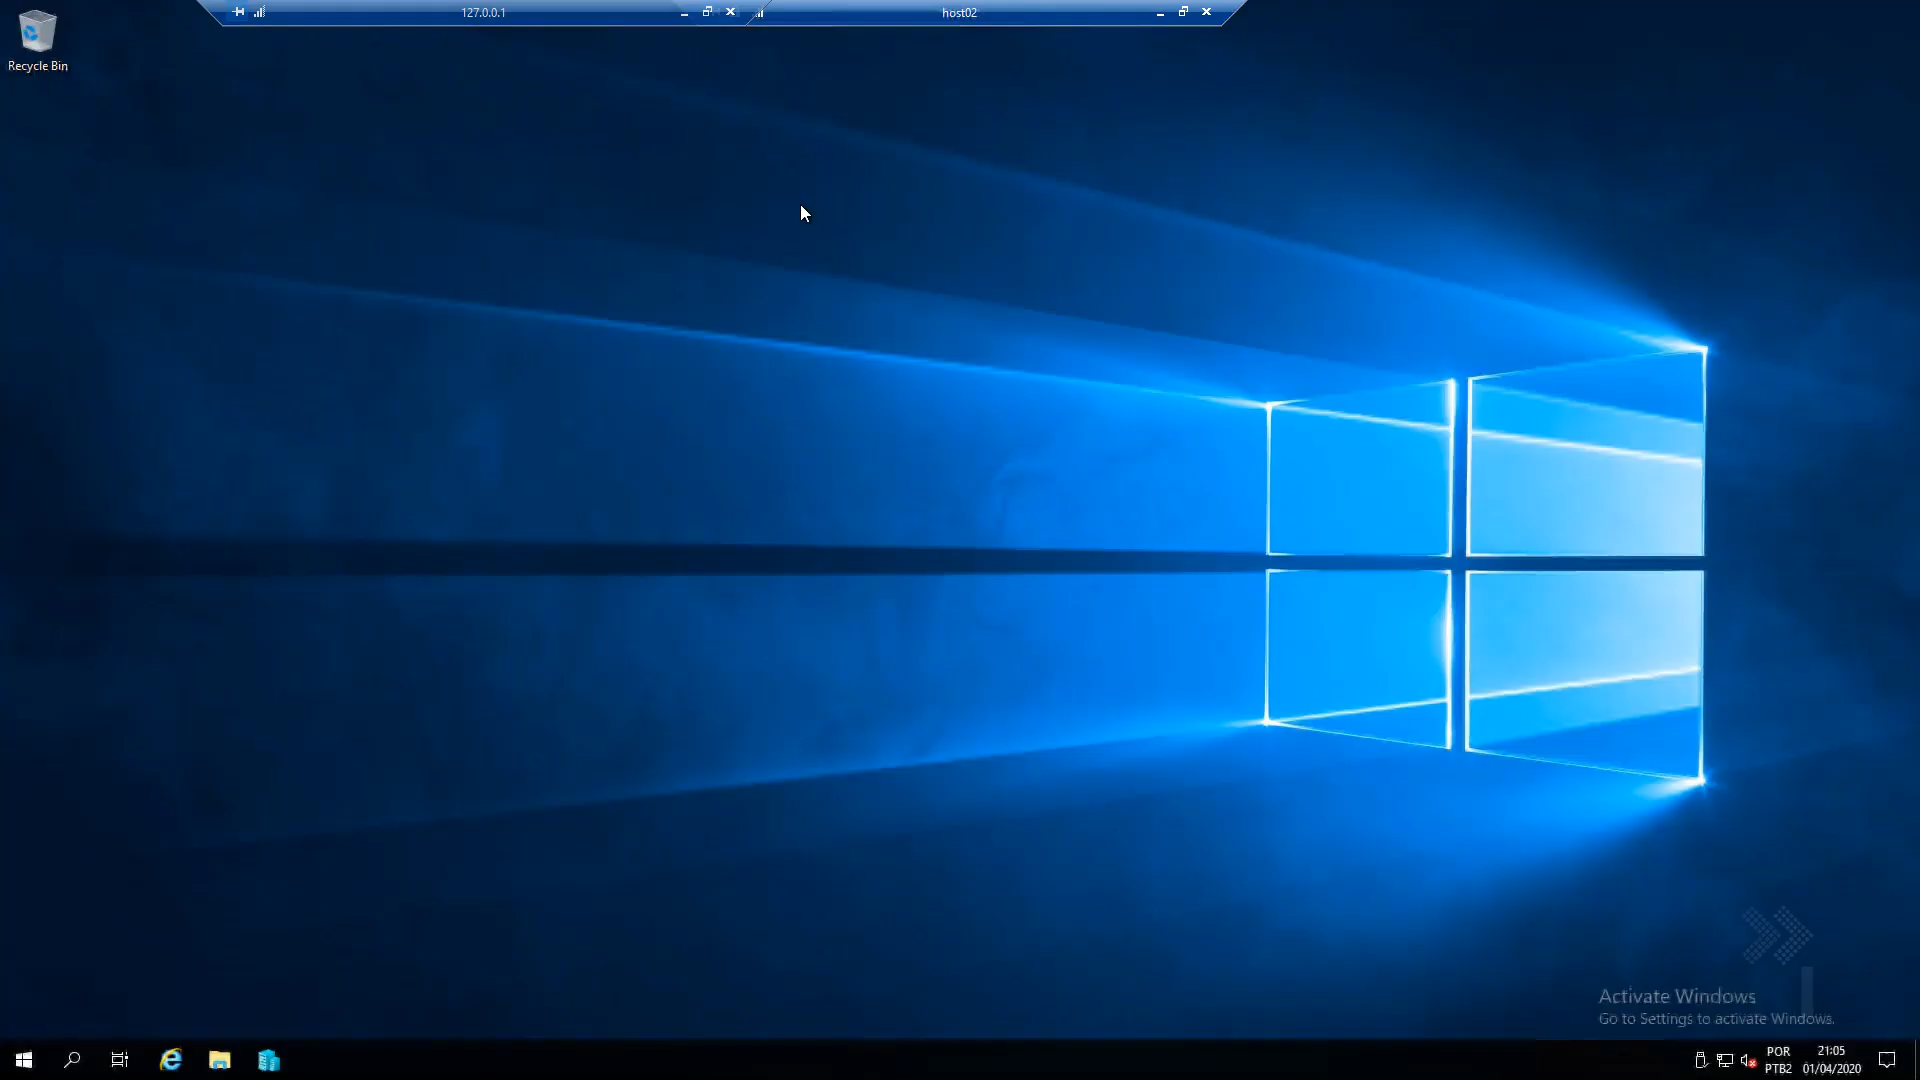 127.0.0.1
host02
Recycle Bin
Activate Windows
Go to Settings to activate Windows.
POR
PTB2
21:05
01/04/2020